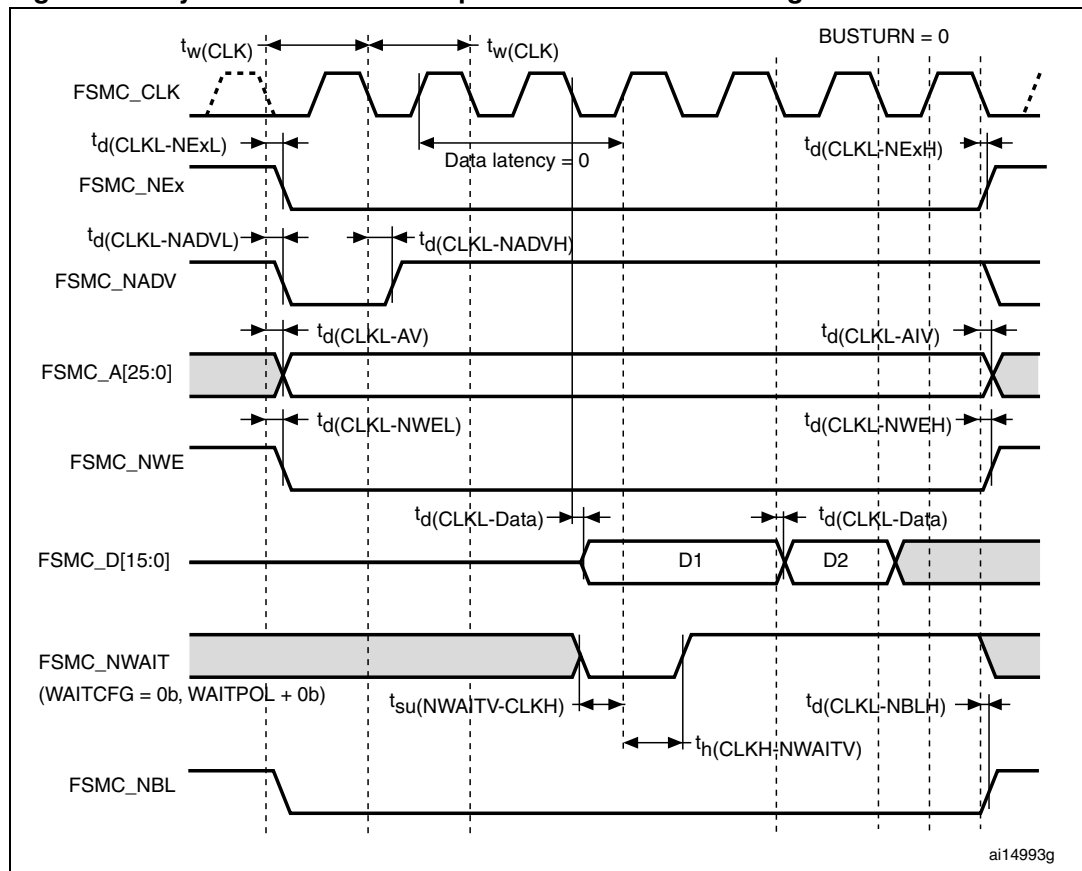 BUSTURN = 0
tw(CLK)
tw(CLK)
FSMC_CLK
td(CLKL-NExL)
Data latency = 0
td(CLKL-NExH)
FSMC_NEx
td(CLKL-NADVL)
td(CLKL-NADVH)
FSMC_NADV
td(CLKL-AV)
td(CLKL-AIV)
FSMC_A[25:0]
td(CLKL-NWEL)
td(CLKL-NWEH)
FSMC_NWE
td(CLKL-Data)
td(CLKL-Data)
FSMC_D[15:0]
D1
D2
FSMC_NWAIT
(WAITCFG = 0b, WAITPOL + 0b)
tsu(NWAITV-CLKH)
td(CLKL-NBLH)
th(CLKH-NWAITV)
FSMC_NBL
ai14993g